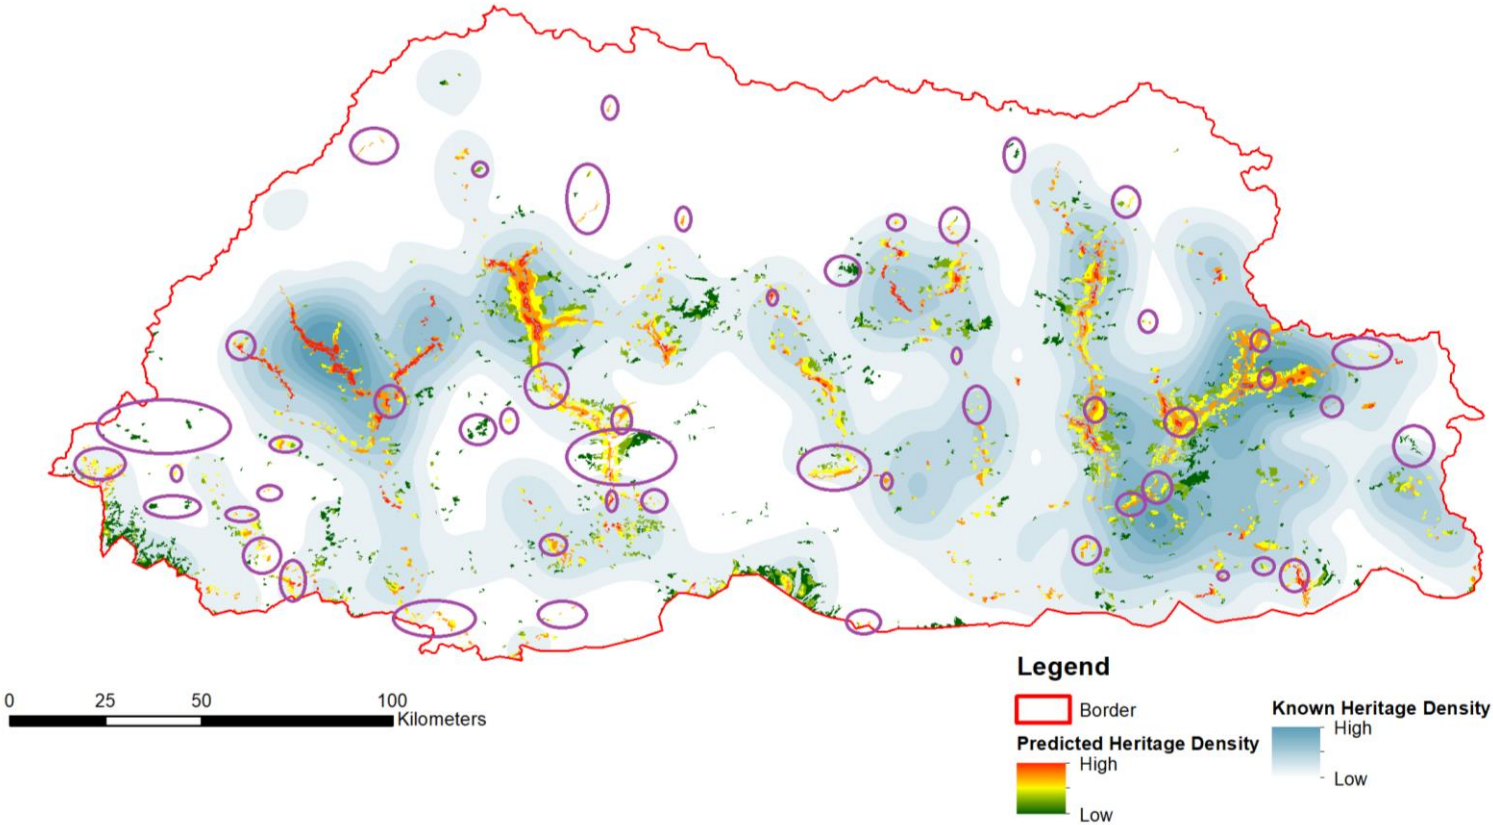 0 25 50 100
Kilometers
Legend
Border
Predicted Heritage Density
High
Low
Known Heritage Density
High
Low